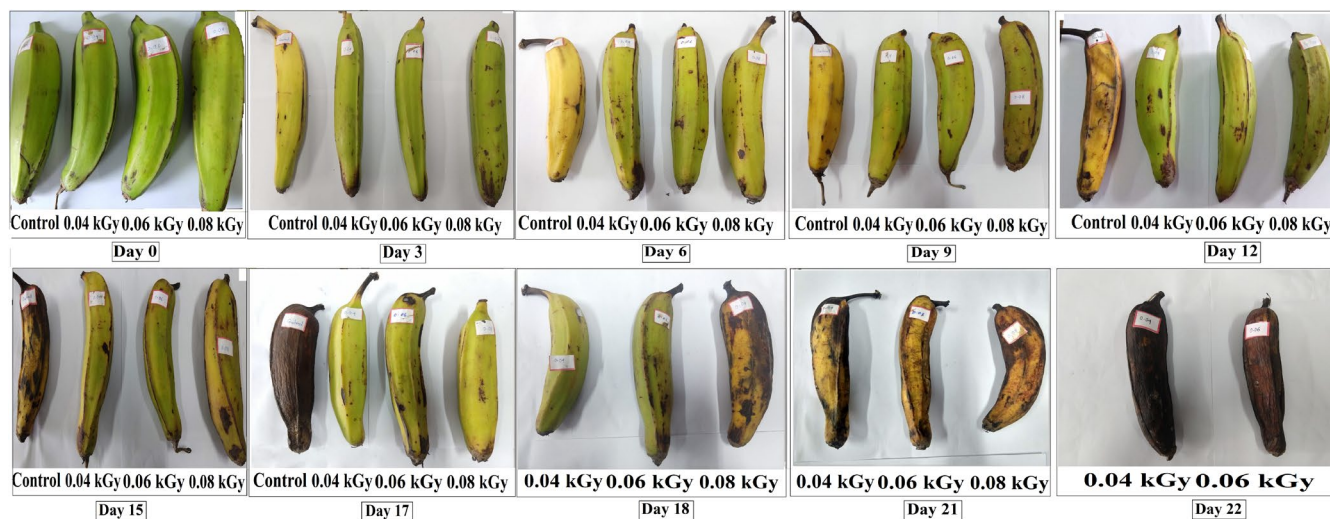 Control 0.04 kGy 0.06 kGy 0.08 kGy
Day 0
Control 0.04 kGy 0.06 kGy 0.08 kGy
Day 3
Control 0.04 kGy 0.06 kGy 0.08 kGy
Day 6
Control 0.04 kGy 0.06 kGy 0.08 kGy
Day 9
Control 0.04 kGy 0.06 kGy 0.08 kGy
Day 12
Control 0.04 kGy 0.06 kGy 0.08 kGy
Day 15
Control 0.04 kGy 0.06 kGy 0.08 kGy
Day 17
0.04 kGy 0.06 kGy 0.08 kGy
Day 18
0.04 kGy 0.06 kGy 0.08 kGy
Day 21
0.04 0.06
0.04 kGy 0.06 kGy
Day 22